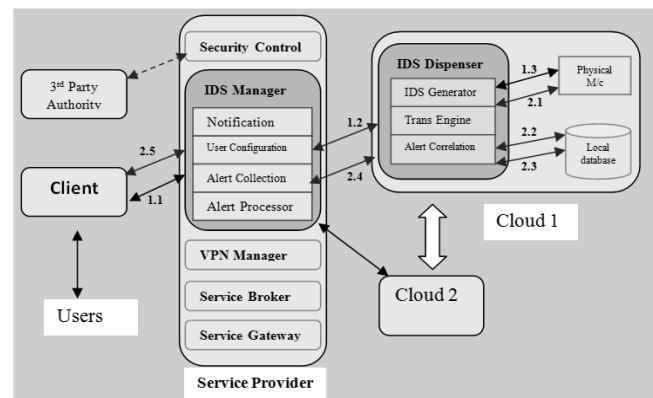 Security Control
3rd Party
Authority
IDS Manager
Notification
User Configuration
Alert Collection
Alert Processor
VPN Manager
Service Broker
Service Gateway
Service Provider
Client
Users
2.5
1.1
1.2
2.4
IDS Dispenser
IDS Generator
Trans Engine
Alert Correlation
1.3
2.1
2.2
2.3
Physical
M/c
Local
database
Cloud 1
Cloud 2